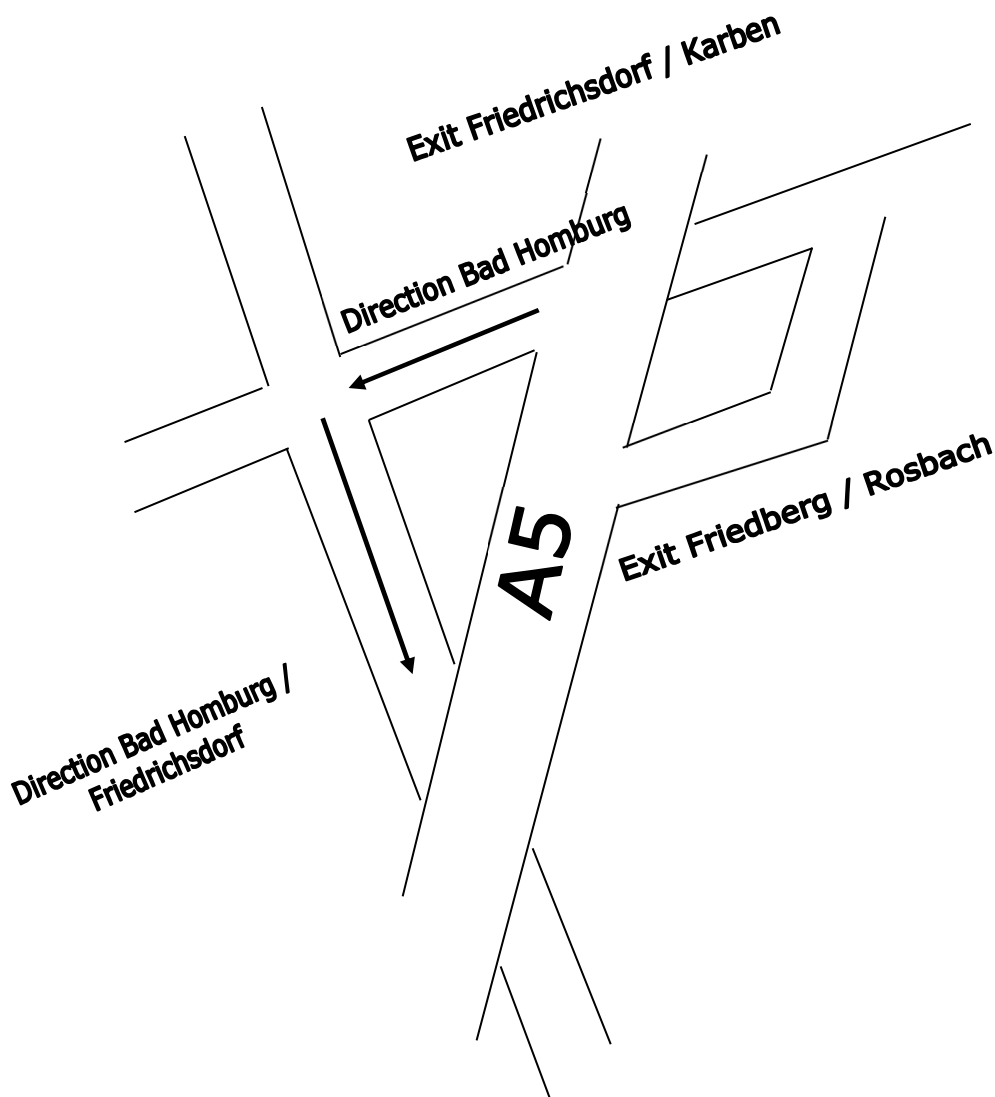 Exit Friedrichsdorf / Karben
Direction Bad Homburg
A5
Exit Friedberg / Rosbach
Direction Bad Homburg /
Friedrichsdorf